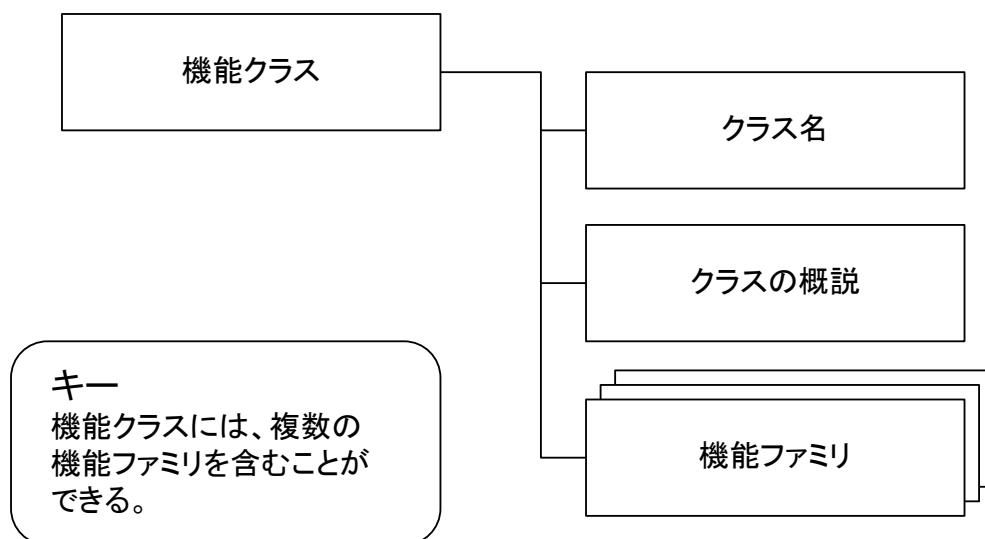 機能クラス
クラス名
クラスの概説
機能ファミリ
キー
機能クラスには、複数の
機能ファミリを含むことが
できる。